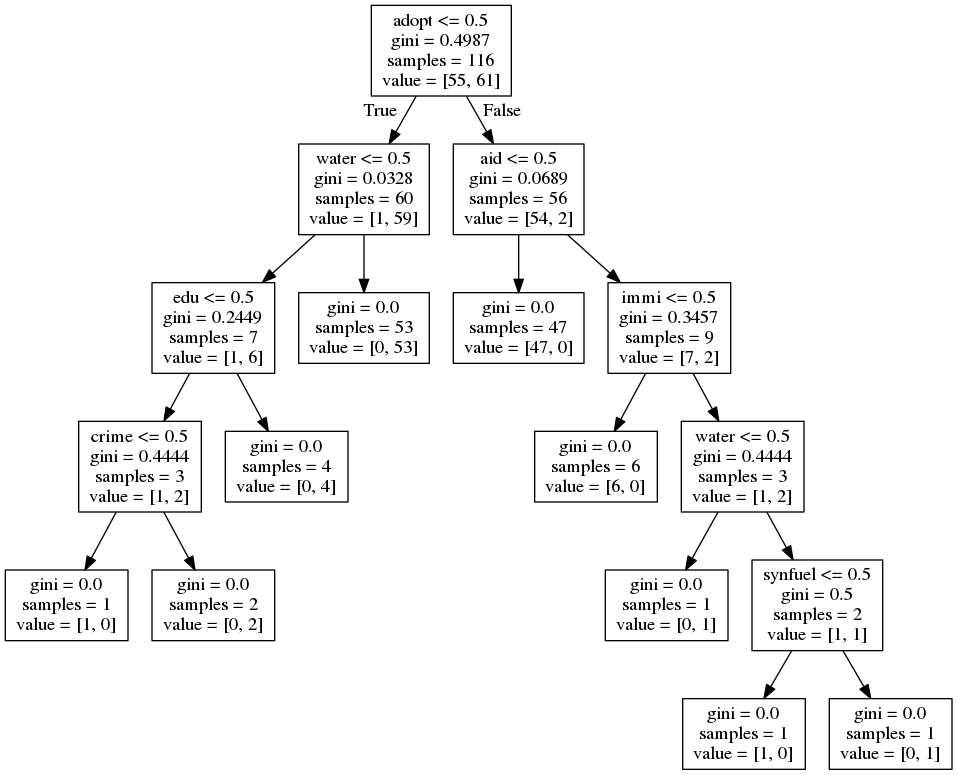 adopt <= 0.5
gini = 0.4987
samples = 116
value = [55, 61]
True
False
water <= 0.5
gini = 0.0328
samples = 60
value = [1, 59]
aid <= 0.5
gini = 0.0689
samples = 56
value = [54, 2]
edu <= 0.5
gini = 0.2449
samples = 7
value = [1, 6]
gini = 0.0
samples = 53
value = [0, 53]
gini = 0.0
samples = 47
value = [47, 0]
immi <= 0.5
gini = 0.3457
samples = 9
value = [7, 2]
crime <= 0.5
gini = 0.4444
samples = 3
value = [1, 2]
gini = 0.0
samples = 4
value = [0, 4]
gini = 0.0
samples = 6
value = [6, 0]
water <= 0.5
gini = 0.4444
samples = 3
value = [1, 2]
gini = 0.0
samples = 1
value = [1, 0]
gini = 0.0
samples = 2
value = [0, 2]
gini = 0.0
samples = 1
value = [0, 1]
synfuel <= 0.5
gini = 0.5
samples = 2
value = [1, 1]
gini = 0.0
samples = 1
value = [1, 0]
gini = 0.0
samples = 1
value = [0, 1]